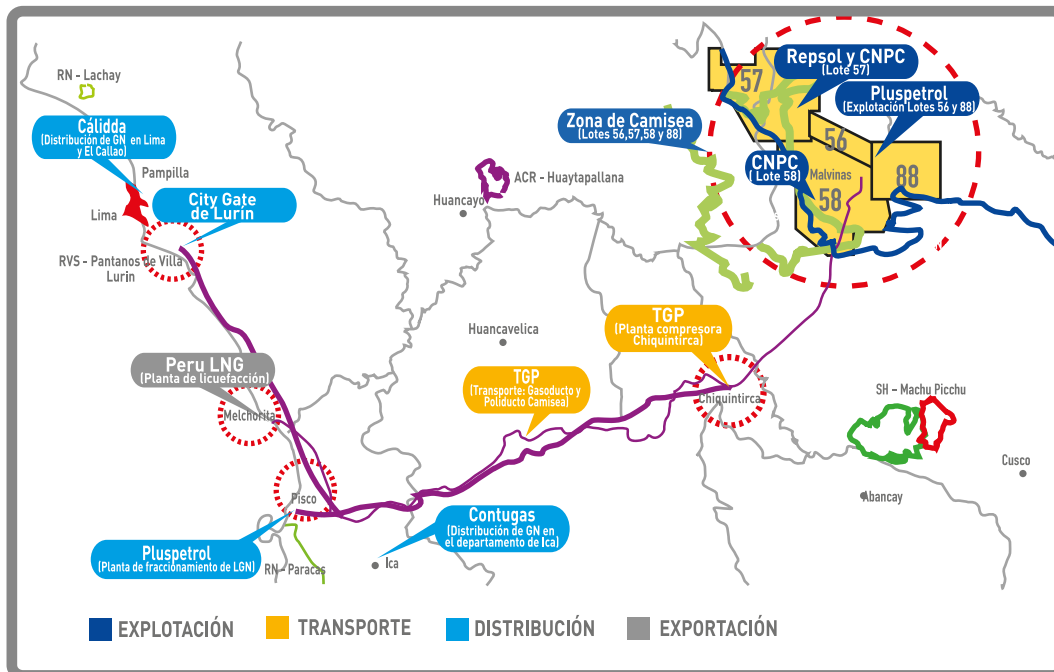 RN - Lachay
Cálidda
(Distribución de GN en Lima
y El Callao)
Pampilla
Lima
City Gate
de Lurín
RVS - Pantanos de Villa
Lurin
Peru LNG
(Planta de licuefacción)
Melchorita
Pisco
Pluspetrol
(Planta de fraccionamiento de LGN)
RN - Paracas
Ica
Contugas
(Distribución de GN en
el departamento de Ica)
Huancayo
ACR - Huaytapallana
Huancavelica
TGP
(Transporte: Gasoducto y
Poliducto Camisea)
TGP
(Planta compresora
Chiquintirca)
Chiquintirca
Zona de Camisea
(Lotes 56,57,58 y 88)
57
Repsol y CNPC
(Lote 57)
Pluspetrol
(Explotación Lotes 56 y 88)
56
CNPC
( Lote 58)
Malvinas
58
88
SH - Machu Picchu
Cusco
Abancay
EXPLOTACIÓN
TRANSPORTE
DISTRIBUCIÓN
EXPORTACIÓN